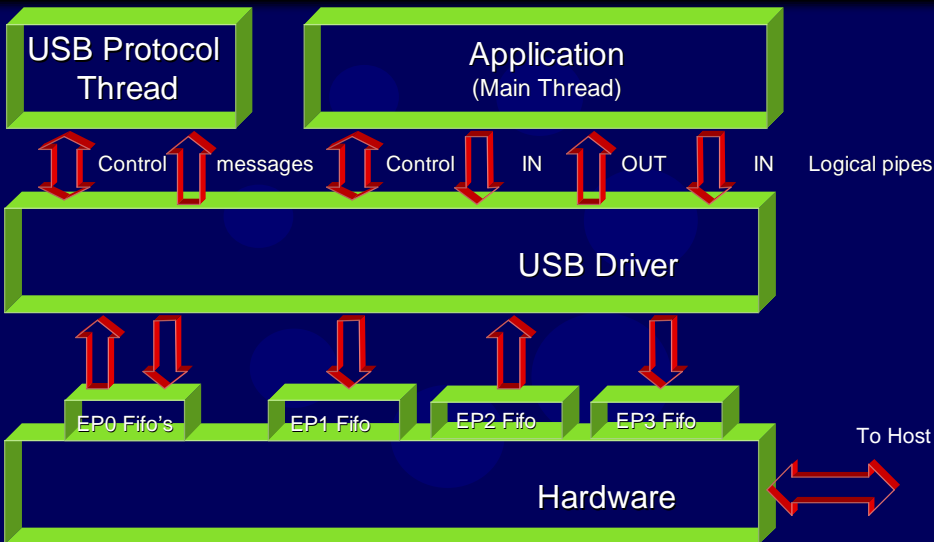 USB Protocol
Thread
Application
(Main Thread)
Control messages Control IN OUT IN Logical pipes
USB Driver
EP0 Fifo's EP1 Fifo EP2 Fifo EP3 Fifo
To Host
Hardware